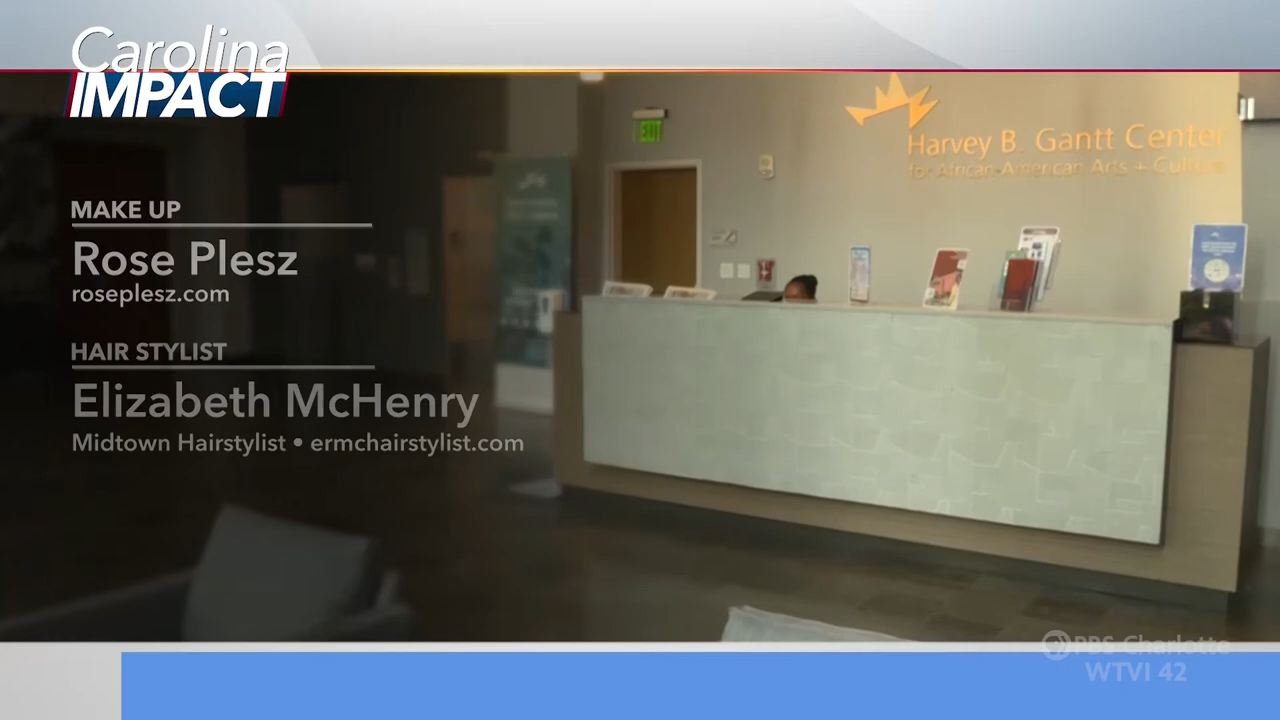 Carolina
IMPACT
EXIT
Harvey B. Gantt Center
for African-American Arts + Culture
MAKE UP
Rose Plesz
roseplesz.com
HAIR STYLIST
Elizabeth McHenry
Midtown Hairstylist • ermchairstylist.com
PBS Charlotte
WTVI 42